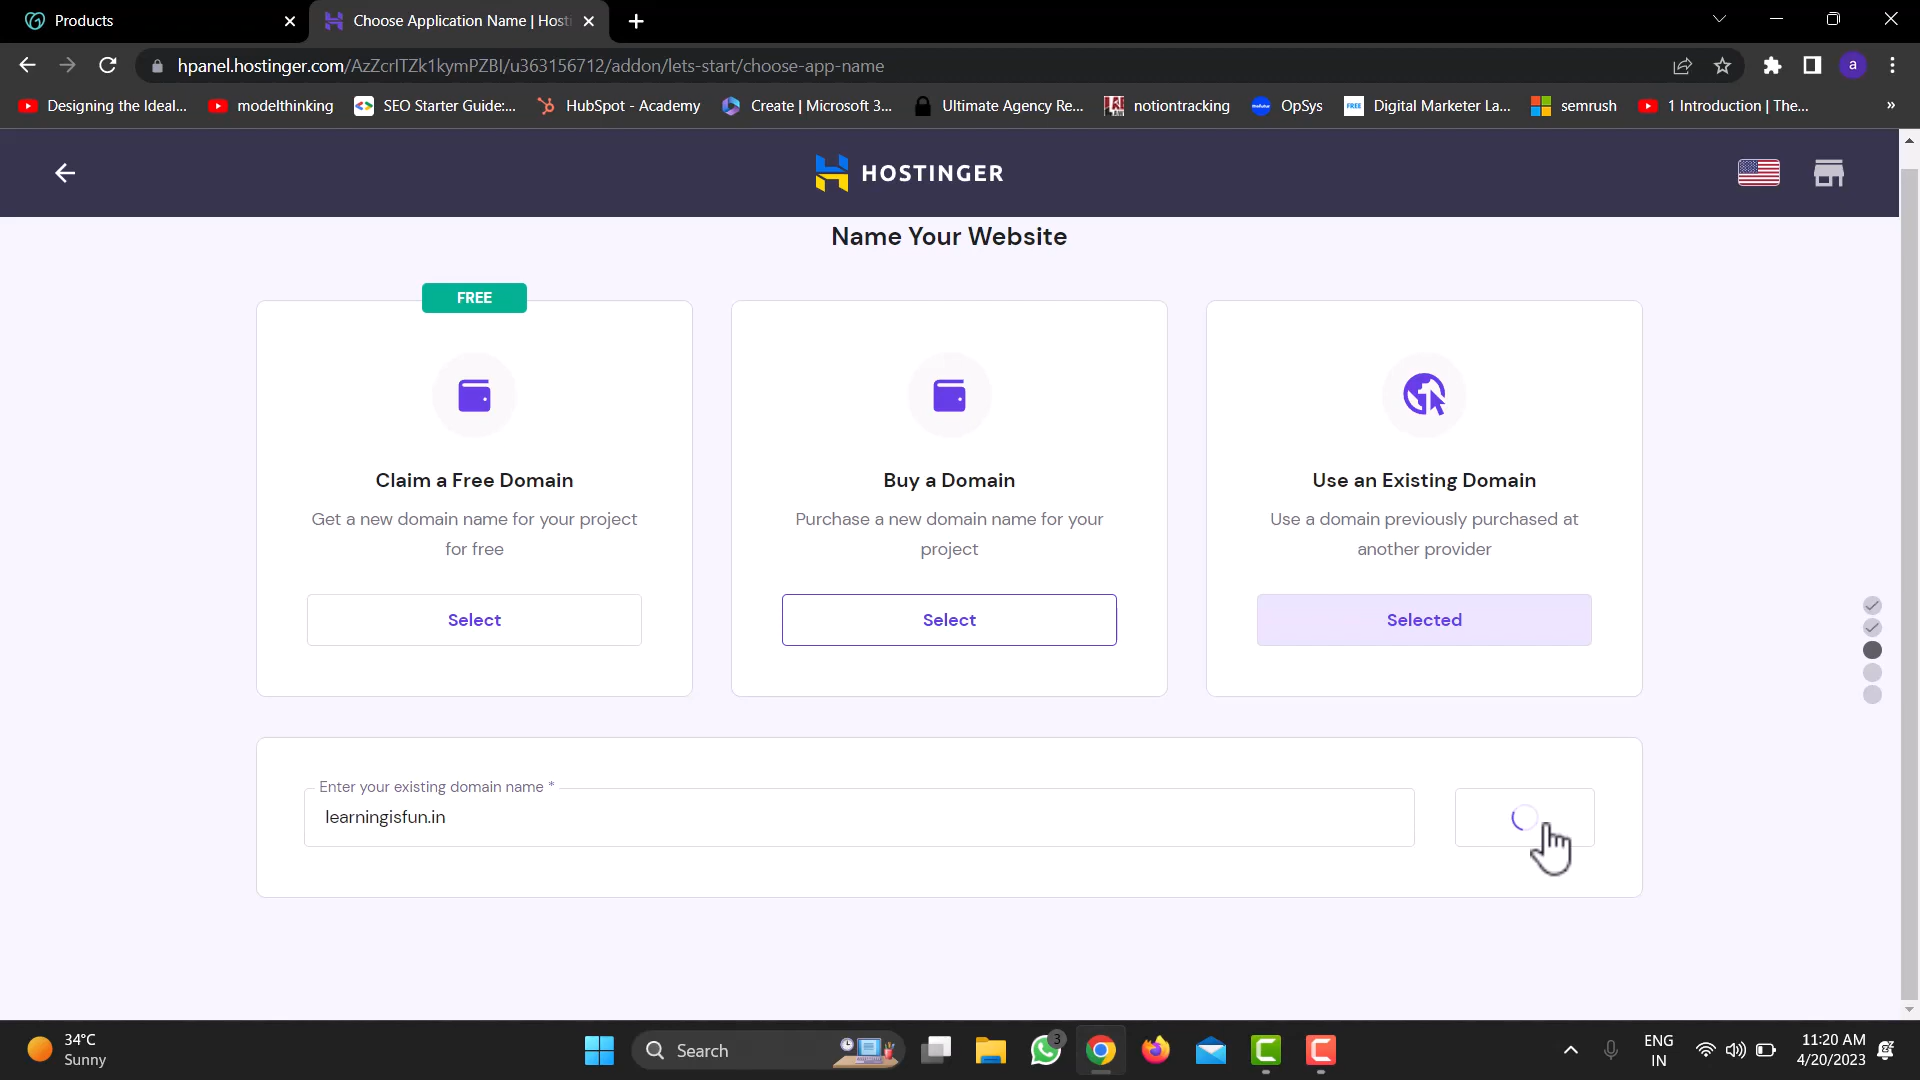 Products
Choose Application Name | Hosti
hpanel.hostinger.com/AzZcrITZk1kymPZBI/u363156712/addon/lets-start/choose-app-name
Designing the Ideal...
modelthinking
SEO Starter Guide:...
HubSpot - Academy
Create | Microsoft 3...
Ultimate Agency Re...
notiontracking
OpSys
FREE
Digital Marketer La...
semrush
1 Introduction | The...
»
a
HOSTINGER
Name Your Website
FREE
Claim a Free Domain
Get a new domain name for your project
for free
Select
Buy a Domain
Purchase a new domain name for your
project
Select
Use an Existing Domain
Use a domain previously purchased at
another provider
Selected
Enter your existing domain name *
learningisfun.in
34°C
Sunny
Search
3
ENG
IN
11:20 AM
4/20/2023